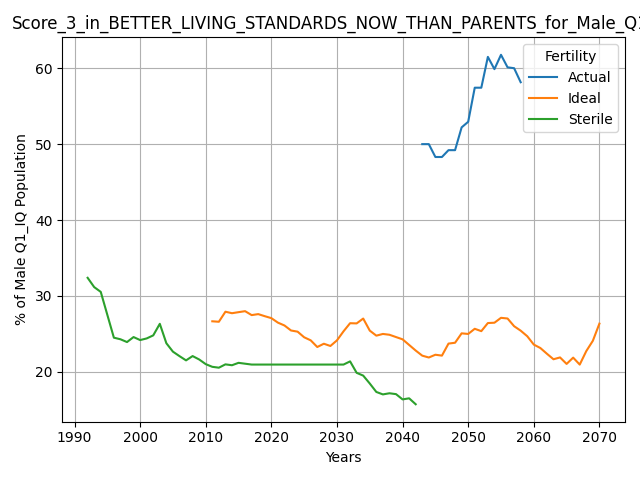 Score_3_in_BETTER_LIVING_STANDARDS_NOW_THAN_PARENTS_for_Male_Q1
Fertility
Actual
Ideal
Sterile
% of Male Q1_IQ Population
60
50
40
30
20
1990 2000 2010 2020 2030 2040 2050 2060 2070
Years